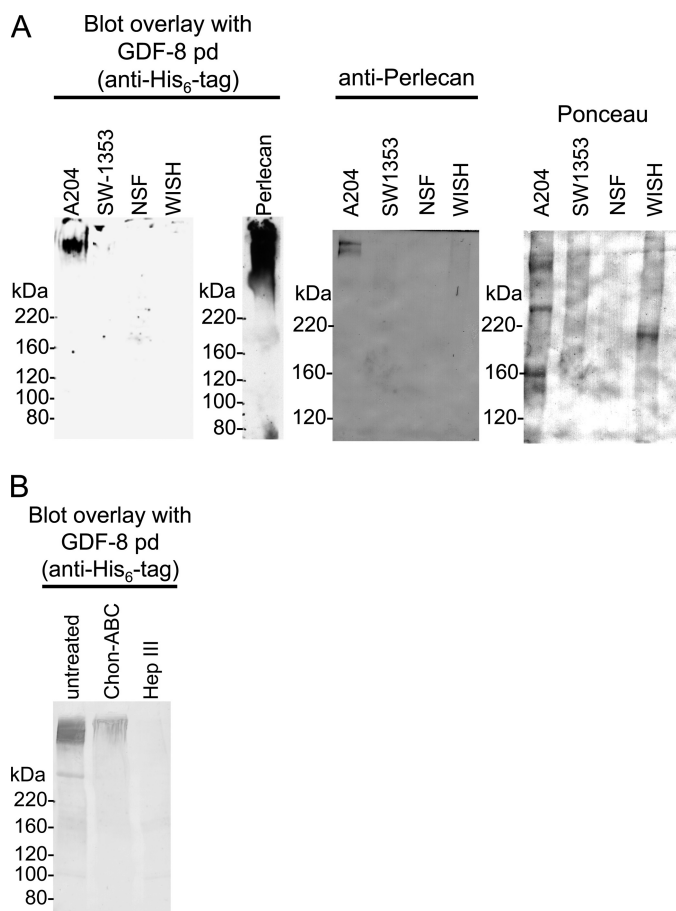 A
Blot overlay with
GDF-8 pd
(anti-His6-tag)
anti-Perlecan
Ponceau
A204
SW-1353
NSF
WISH
Perlecan
A204
SW1353
NSF
WISH
A204
SW1353
NSF
WISH
kDa
220-
160-
120-
100-
80-
kDa
220-
160-
120-
100-
80-
kDa
220-
160-
120-
kDa
220-
160-
120-
B
Blot overlay with
GDF-8 pd
(anti-His6-tag)
untreated
Chon-ABC
Hep III
kDa
220-
160-
120-
100-
80-